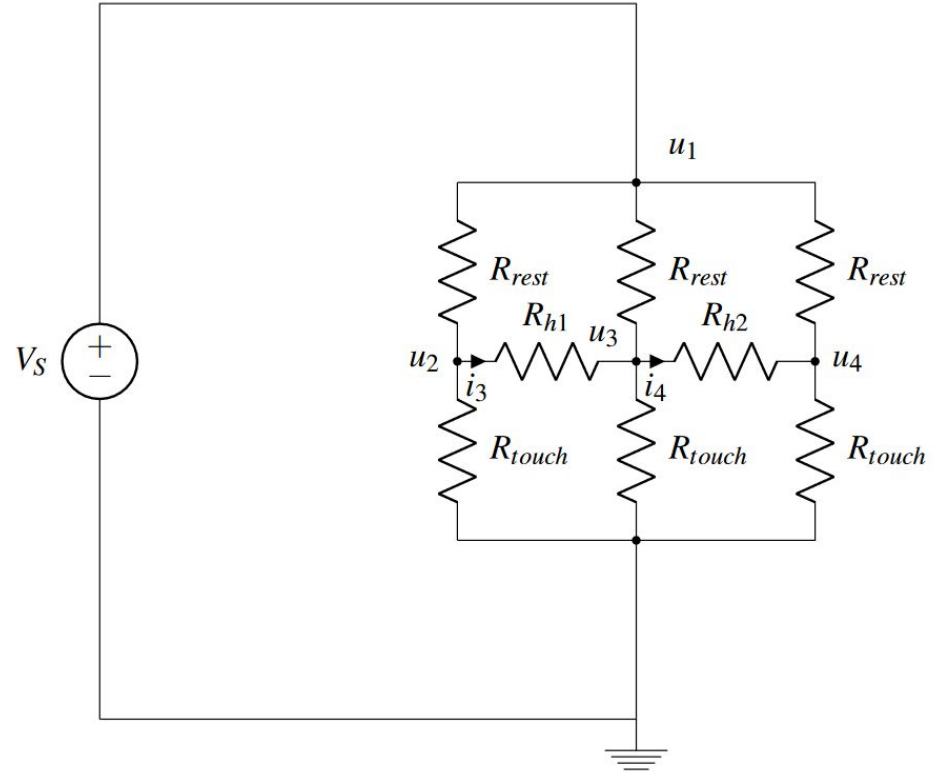 u1
Rrest Rrest Rrest
Rh1 u3 Rh2
VS + − u2 i3 i4 u4
Rtouch Rtouch Rtouch